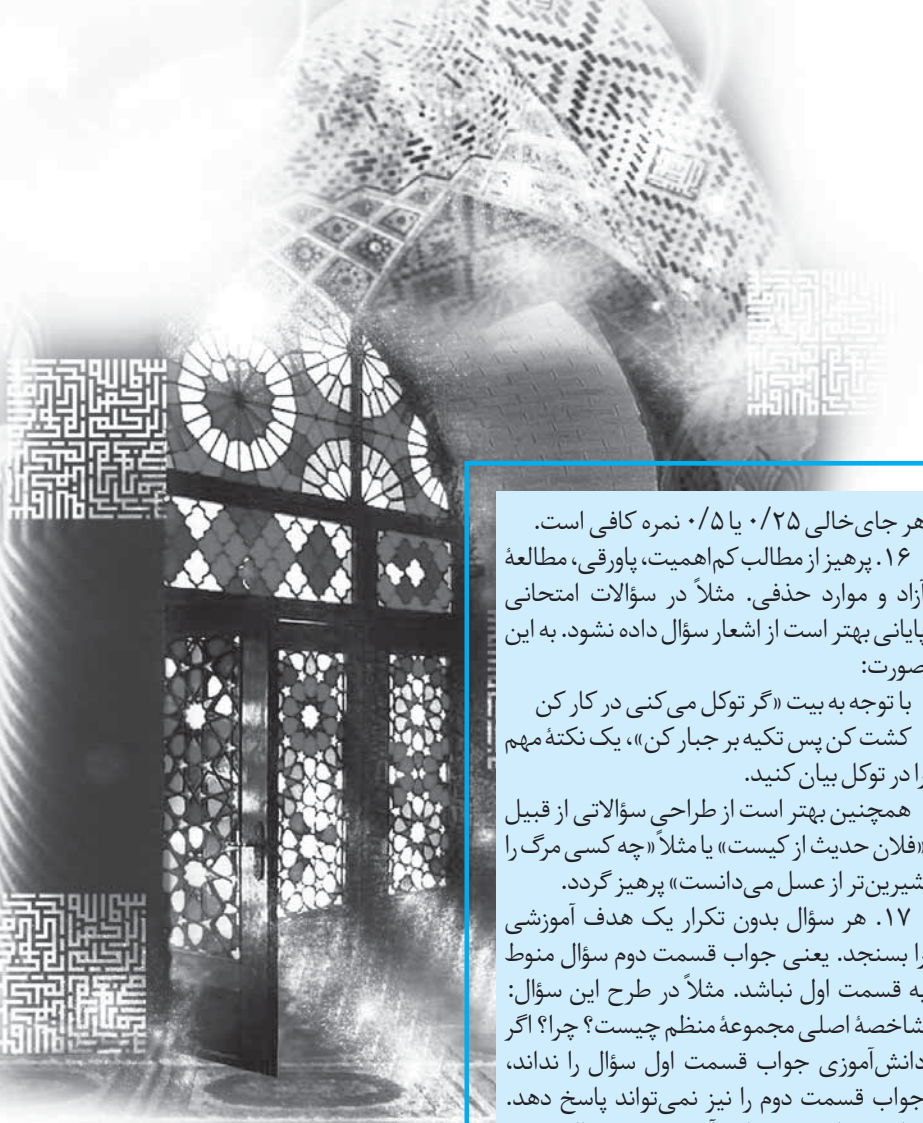 هر جای‌خالی ۰/۲۵ یا ۰/۵ نمره کافی است.
۱۶. پرهیز از مطالب کم‌اهمیت، پاورقی، مطالعهٔ
آزاد و موارد حذفی. مثلاً در سؤالات امتحانی
پایانی بهتر است از اشعار سؤال داده نشود. به این
صورت:
با توجه به بیت «گر توکل می‌کنی در کار کن
کشت کن پس تکیه بر جبار کن»، یک نکتهٔ مهم
را در توکل بیان کنید.
همچنین بهتر است از طراحی سؤالاتی از قبیل
«فلان حدیث از کیست» یا مثلاً «چه کسی مرگ را
شیرین‌تر از عسل می‌دانست» پرهیز گردد.
۱۷. هر سؤال بدون تکرار یک هدف آموزشی
را بسنجد. یعنی جواب قسمت دوم سؤال منوط
به قسمت اول نباشد. مثلاً در طرح این سؤال:
شاخصهٔ اصلی مجموعهٔ منظم چیست؟ چرا؟ اگر
دانش‌آموزی جواب قسمت اول سؤال را نداند،
جواب قسمت دوم را نیز نمی‌تواند پاسخ دهد.